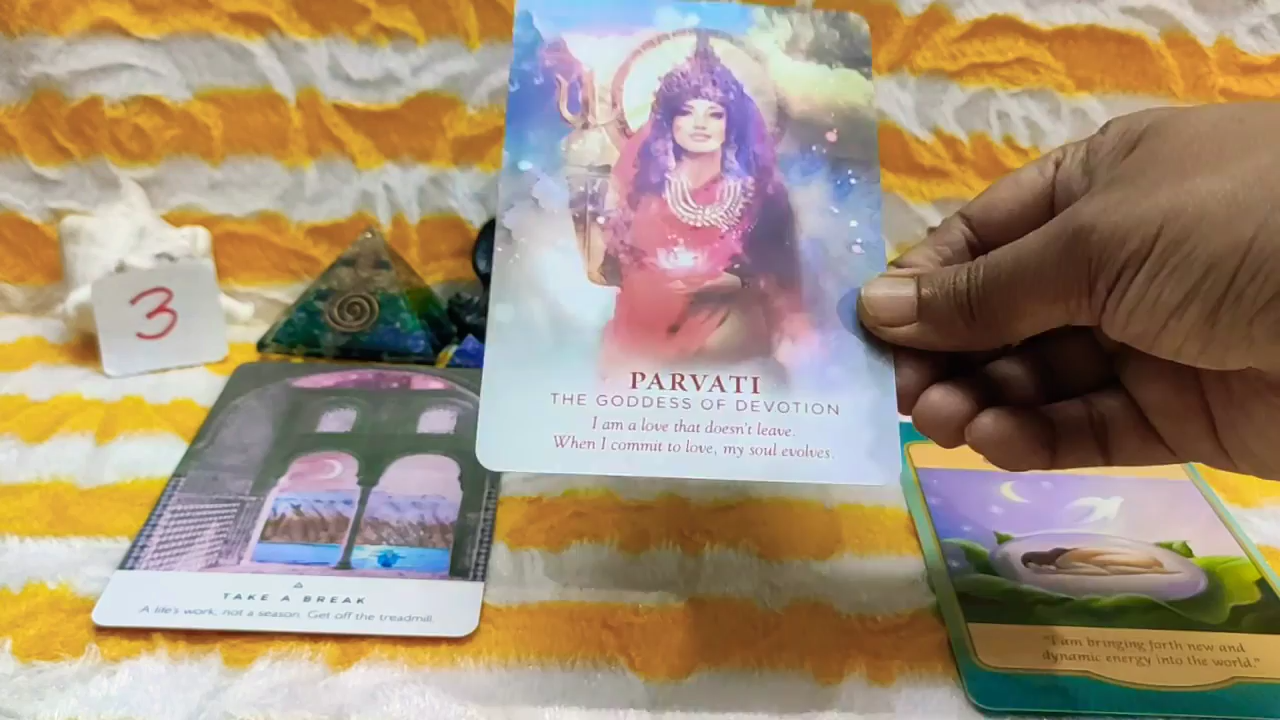 3
PARVATI
THE GODDESS OF DEVOTION
I am a love that doesn't leave.
When I commit to love, my soul evolves.
TAKE A BREAK
A life's work, not a season. Get off the treadmill.
"I am bringing forth new and
dynamic energy into the world."